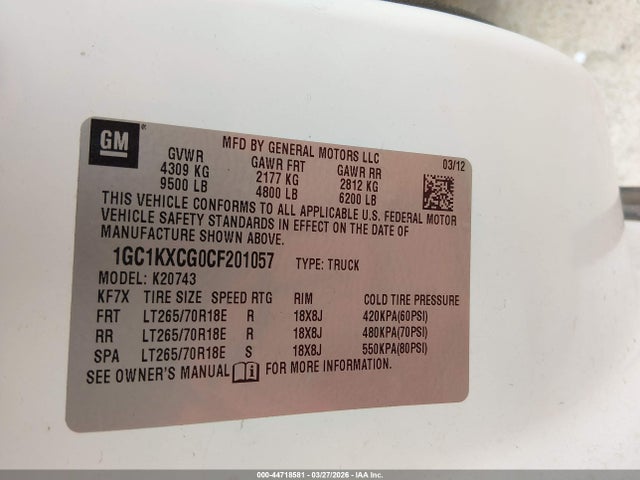 GM
MFD BY GENERAL MOTORS LLC 03/12
GVWR GAWR FRT GAWR RR
4309 KG 2177 KG 2812 KG
9500 LB 4800 LB 6200 LB
THIS VEHICLE CONFORMS TO ALL APPLICABLE U.S. FEDERAL MOTOR
VEHICLE SAFETY STANDARDS IN EFFECT ON THE DATE OF
MANUFACTURE SHOWN ABOVE.
1GC1KXCG0CF201057 TYPE: TRUCK
MODEL: K20743
KF7X TIRE SIZE SPEED RTG RIM COLD TIRE PRESSURE
FRT LT265/70R18E R 18X8J 420KPA(60PSI)
RR LT265/70R18E R 18X8J 480KPA(70PSI)
SPA LT265/70R18E S 18X8J 550KPA(80PSI)
SEE OWNER'S MANUAL FOR MORE INFORMATION.
000-44718581 - 03/27/2026 - IAA Inc.